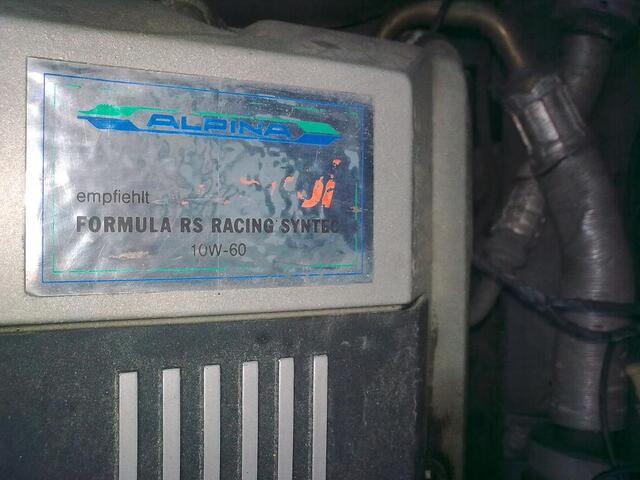 ALPINA
empfiehlt
FORMULA RS RACING SYNTEC
10W-60